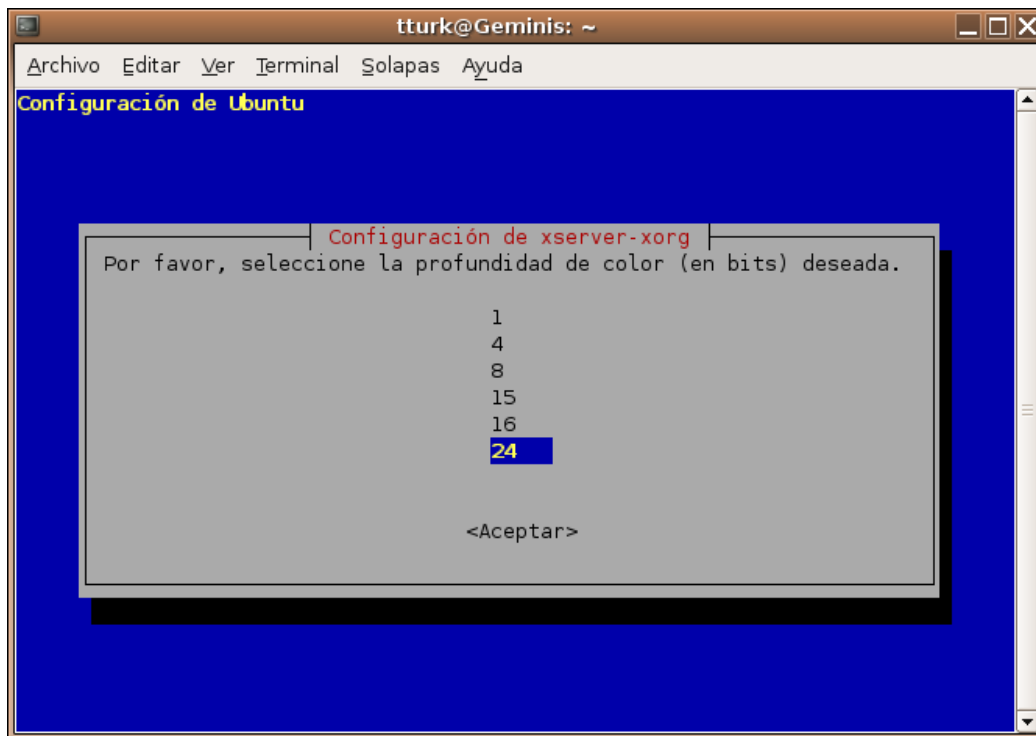 tturk@Geminis: ~
Archivo Editar Ver Terminal Solapas Ayuda
Configuración de Ubuntu
Configuración de xserver-xorg
Por favor, seleccione la profundidad de color (en bits) deseada.
1
4
8
15
16
24
<Aceptar>